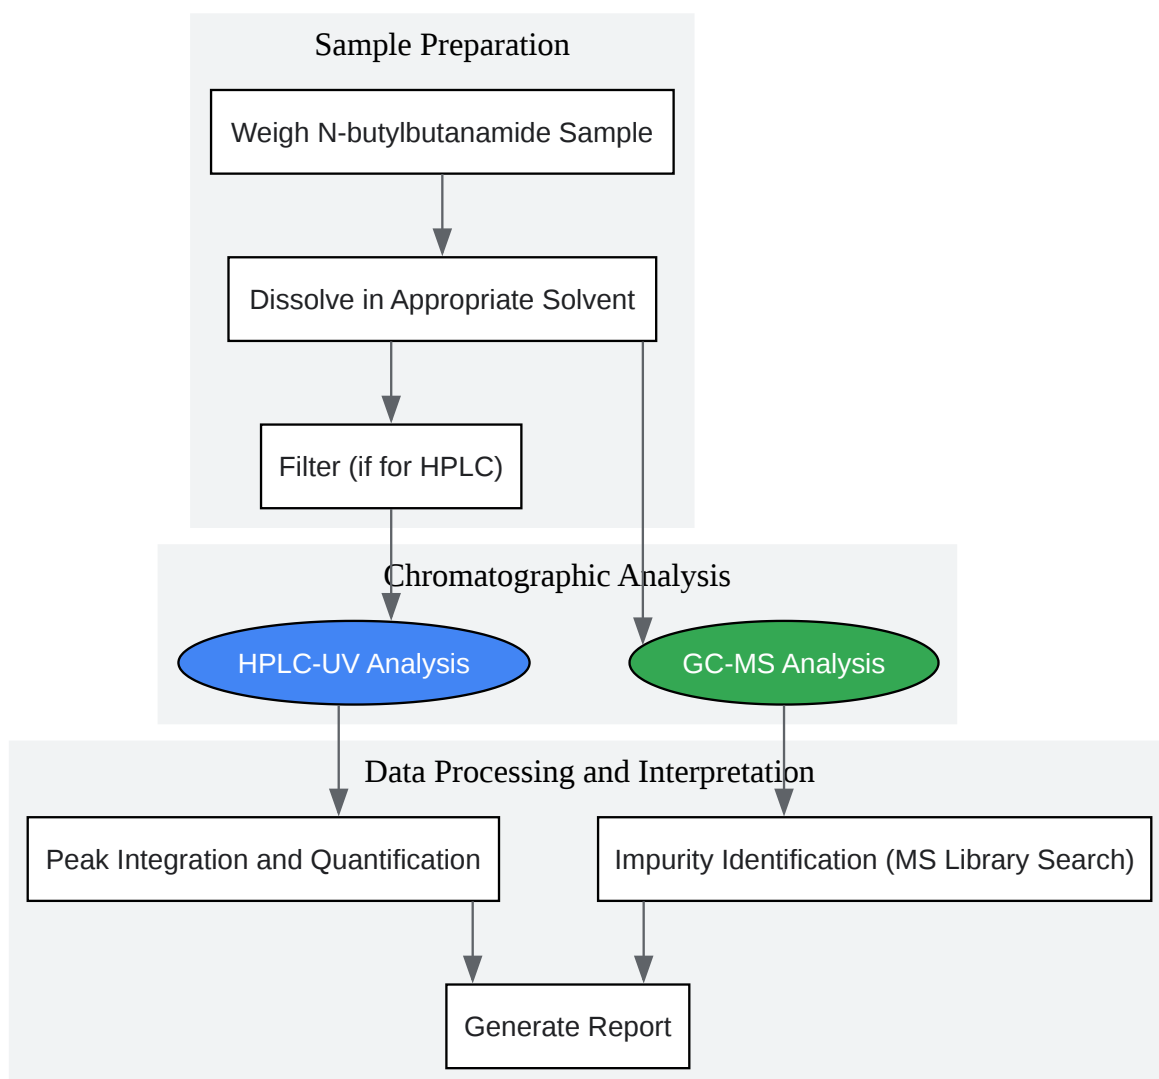 Sample Preparation
Weigh N-butylbutanamide Sample
Dissolve in Appropriate Solvent
Filter (if for HPLC)
Chromatographic Analysis
HPLC-UV Analysis
GC-MS Analysis
Data Processing and Interpretation
Peak Integration and Quantification
Impurity Identification (MS Library Search)
Generate Report